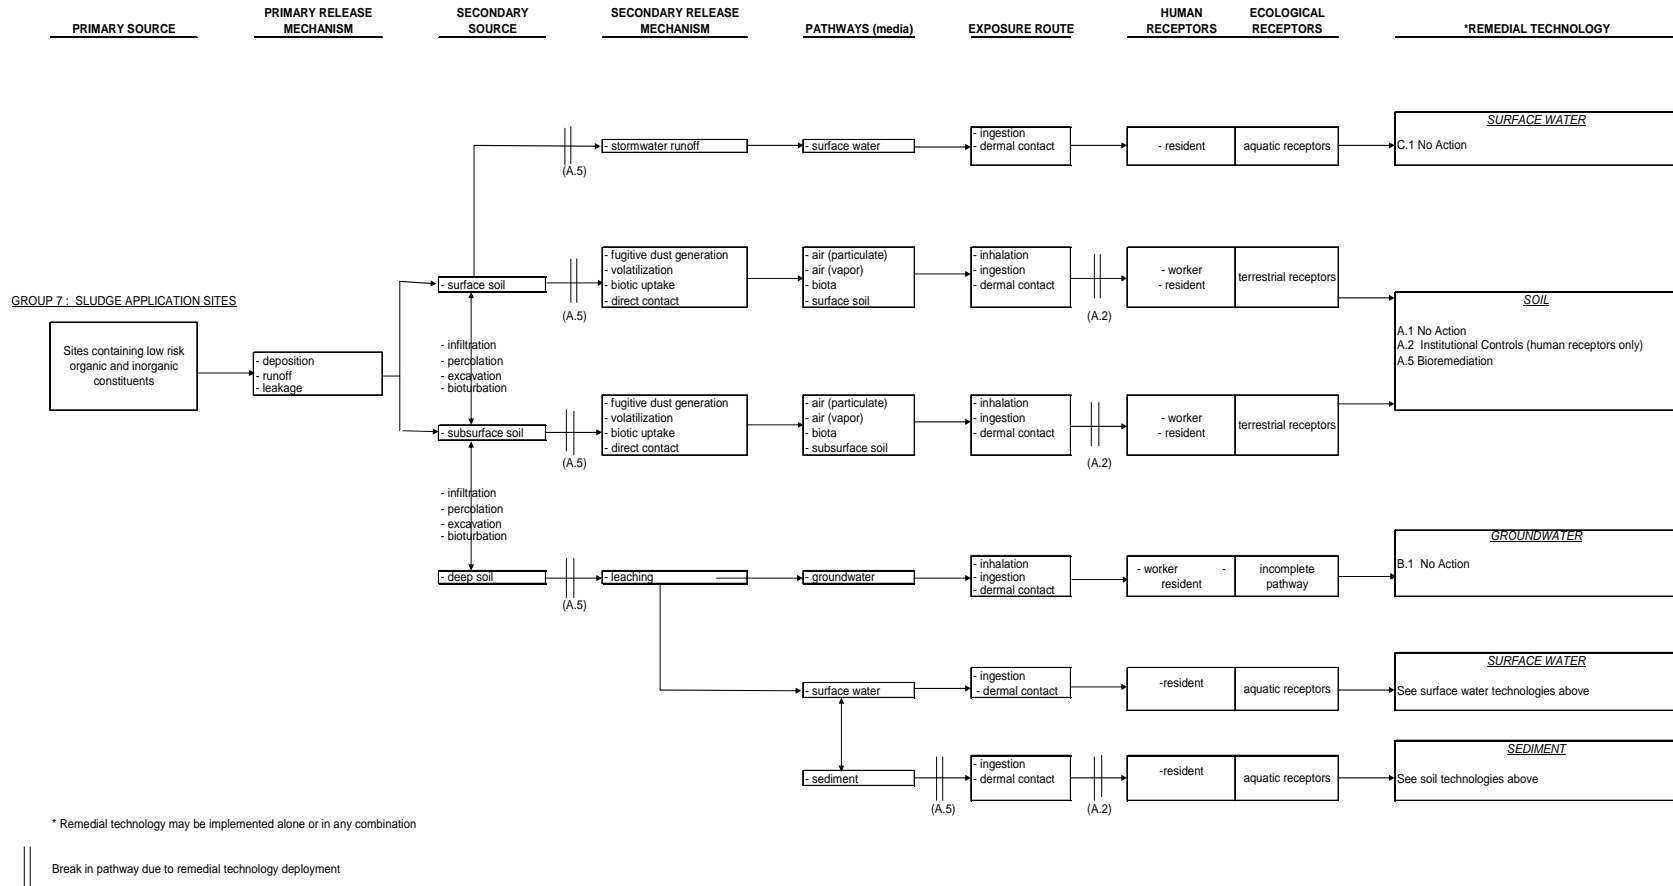 PRIMARY SOURCE
PRIMARY RELEASE
MECHANISM
SECONDARY
SOURCE
SECONDARY RELEASE
MECHANISM
PATHWAYS (media)
EXPOSURE ROUTE
HUMAN
RECEPTORS
ECOLOGICAL
RECEPTORS
*REMEDIAL TECHNOLOGY
(A.5)
- stormwater runoff
- surface water
- ingestion
- dermal contact
- resident
aquatic receptors
SURFACE WATER
C.1 No Action
GROUP 7 : SLUDGE APPLICATION SITES
Sites containing low risk
organic and inorganic
constituents
- deposition
- runoff
- leakage
- surface soil
(A.5)
- fugitive dust generation
- volatilization
- biotic uptake
- direct contact
- air (particulate)
- air (vapor)
- biota
- surface soil
- inhalation
- ingestion
- dermal contact
(A.2)
- worker
- resident
terrestrial receptors
SOIL
A.1 No Action
A.2 Institutional Controls (human receptors only)
A.5 Bioremediation
- infiltration
- percolation
- excavation
- bioturbation
- subsurface soil
(A.5)
- fugitive dust generation
- volatilization
- biotic uptake
- direct contact
- air (particulate)
- air (vapor)
- biota
- subsurface soil
- inhalation
- ingestion
- dermal contact
(A.2)
- worker
- resident
terrestrial receptors
- infiltration
- percolation
- excavation
- bioturbation
- deep soil
(A.5)
- leaching
- groundwater
- inhalation
- ingestion
- dermal contact
- worker -
resident
incomplete
pathway
GROUNDWATER
B.1 No Action
- surface water
- ingestion
- dermal contact
-resident
aquatic receptors
SURFACE WATER
See surface water technologies above
- sediment
(A.5)
- ingestion
- dermal contact
(A.2)
-resident
aquatic receptors
SEDIMENT
See soil technologies above
* Remedial technology may be implemented alone or in any combination
Break in pathway due to remedial technology deployment